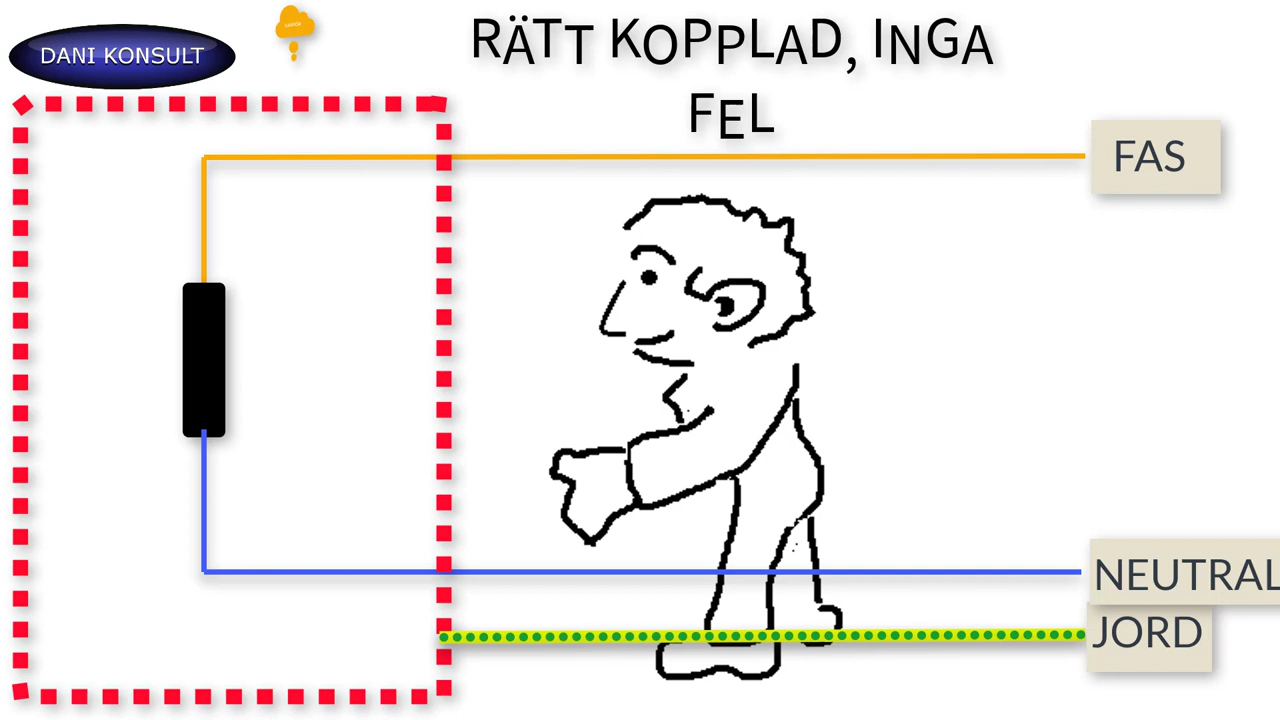 DANI KONSULT
RÄTT KOPPLAD, INGA
FEL
FAS
NEUTRAL
JORD